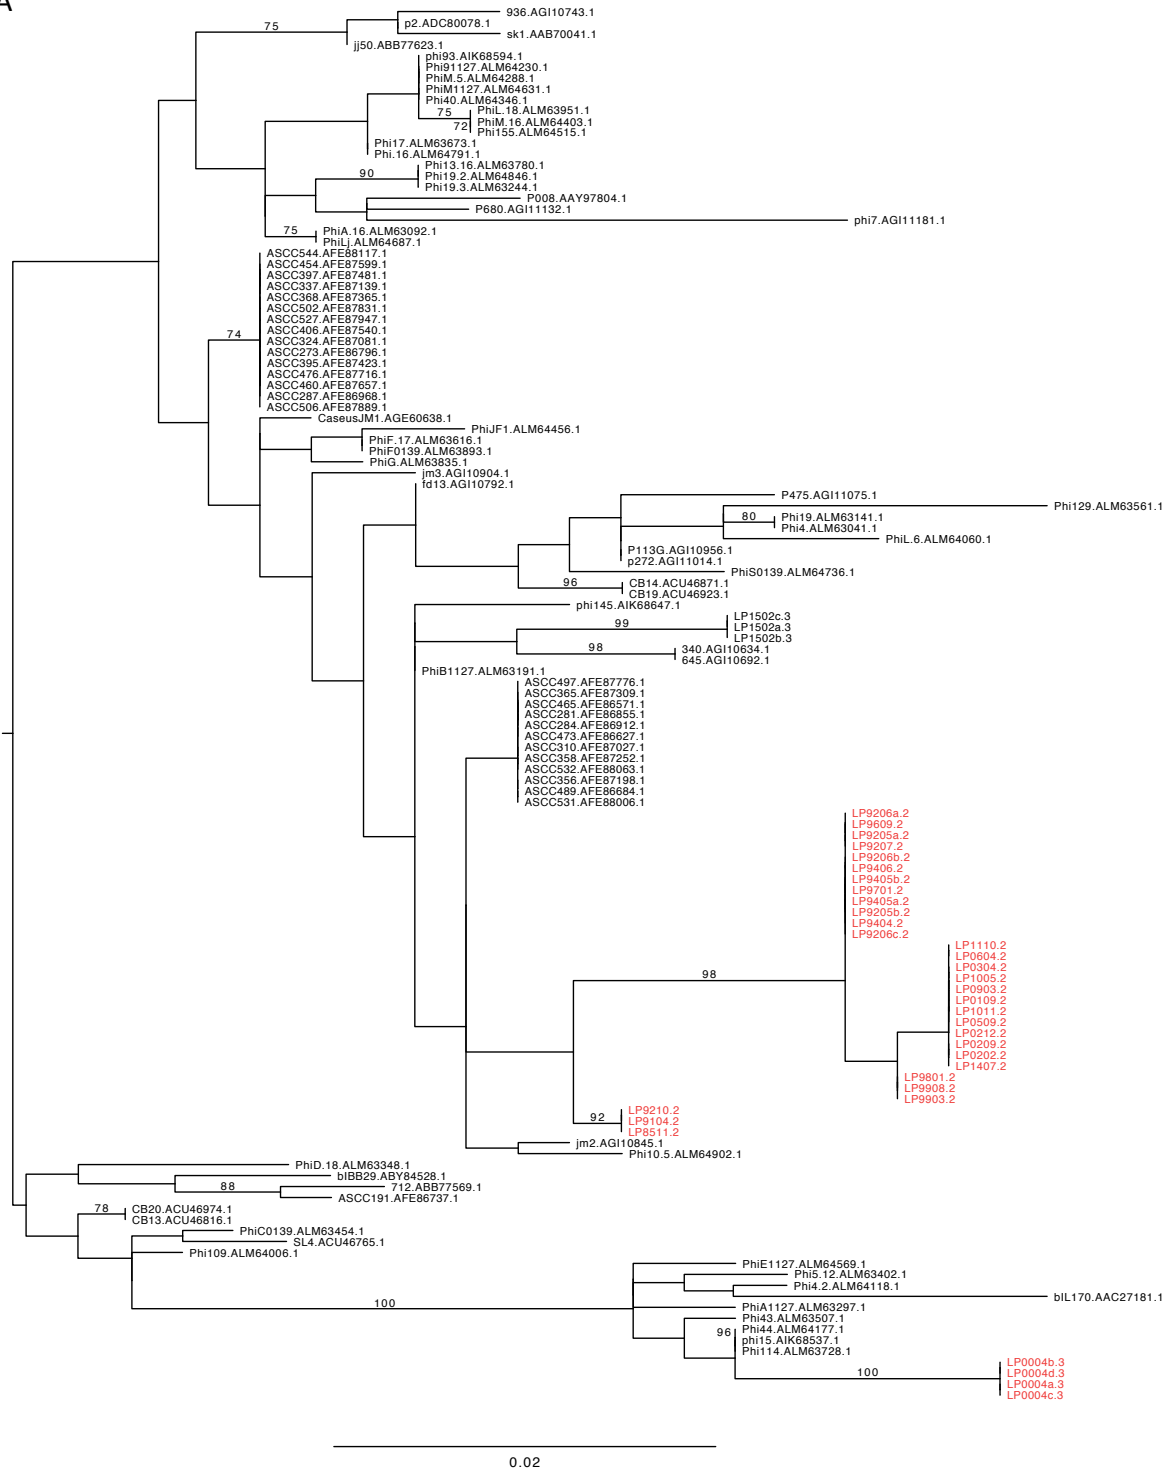 A
936.AGI10743.1
75
p2.ADC80078.1
sk1.AAB70041.1
jj50.ABB77623.1
phi93.AIK68594.1
Phi91127.ALM64230.1
PhiM.5.ALM64288.1
PhiM1127.ALM64631.1
Phi40.ALM64346.1
PhiL.18.ALM63951.1
75
PhiM.16.ALM64403.1
72
Phi155.ALM64515.1
Phi17.ALM63673.1
Phi.16.ALM64791.1
Phi13.16.ALM63780.1
90
Phi19.2.ALM64846.1
Phi19.3.ALM63244.1
P008.AAY97804.1
P680.AGI11132.1
phi7.AGI11181.1
75
PhiA.16.ALM63092.1
PhiLj.ALM64687.1
ASCC544.AFE88117.1
ASCC454.AFE87599.1
ASCC397.AFE87481.1
ASCC337.AFE87139.1
ASCC368.AFE87365.1
ASCC502.AFE87831.1
ASCC527.AFE87947.1
ASCC406.AFE87540.1
74
ASCC324.AFE87081.1
ASCC273.AFE86796.1
ASCC395.AFE87423.1
ASCC476.AFE87716.1
ASCC460.AFE87657.1
ASCC287.AFE86968.1
ASCC506.AFE87889.1
CaseusJM1.AGE60638.1
PhiJF1.ALM64456.1
PhiF.17.ALM63616.1
PhiF0139.ALM63893.1
PhiG.ALM63835.1
jm3.AGI10904.1
fd13.AGI10792.1
P475.AGI11075.1
Phi129.ALM63561.1
80
Phi19.ALM63141.1
Phi4.ALM63041.1
PhiL.6.ALM64060.1
P113G.AGI10956.1
p272.AGI11014.1
PhiS0139.ALM64736.1
96
CB14.ACU46871.1
CB19.ACU46923.1
phi145.AIK68647.1
LP1502c.3
99
LP1502a.3
LP1502b.3
98
340.AGI10634.1
645.AGI10692.1
PhiB1127.ALM63191.1
ASCC497.AFE87776.1
ASCC365.AFE87309.1
ASCC465.AFE86571.1
ASCC281.AFE86855.1
ASCC284.AFE86912.1
ASCC473.AFE86627.1
ASCC310.AFE87027.1
ASCC358.AFE87252.1
ASCC532.AFE88063.1
ASCC356.AFE87198.1
ASCC489.AFE86684.1
ASCC531.AFE88006.1
LP9206a.2
LP9609.2
LP9205a.2
LP9207.2
LP9206b.2
LP9406.2
LP9405b.2
LP9701.2
LP9405a.2
LP9205b.2
LP9404.2
LP9206c.2
LP1110.2
LP0604.2
LP0304.2
98
LP1005.2
LP0903.2
LP0109.2
LP1011.2
LP0509.2
LP0212.2
LP0209.2
LP0202.2
LP1407.2
LP9801.2
LP9908.2
LP9903.2
LP9210.2
92
LP9104.2
LP8511.2
jm2.AGI10845.1
Phi10.5.ALM64902.1
PhiD.18.ALM63348.1
bIBB29.ABY84528.1
88
712.ABB77569.1
ASCC191.AFE86737.1
78
CB20.ACU46974.1
CB13.ACU46816.1
PhiC0139.ALM63454.1
SL4.ACU46765.1
Phi109.ALM64006.1
PhiE1127.ALM64569.1
Phi5.12.ALM63402.1
Phi4.2.ALM64118.1
bIL170.AAC27181.1
100
PhiA1127.ALM63297.1
Phi43.ALM63507.1
Phi44.ALM64177.1
96
phi15.AIK68537.1
Phi114.ALM63728.1
LP0004b.3
100
LP0004d.3
LP0004a.3
LP0004c.3
0.02